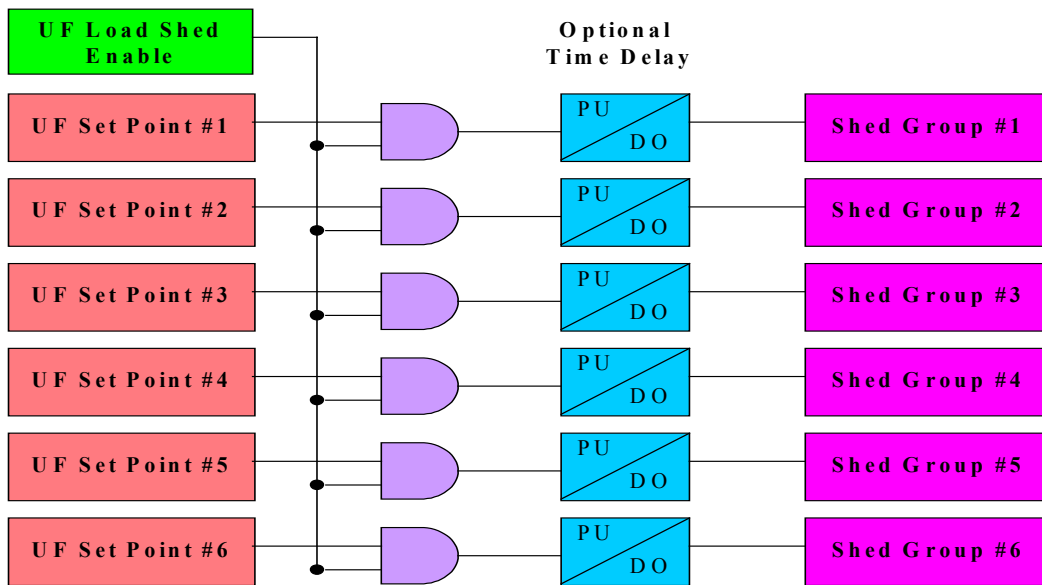 UF Load Shed
Enable
Optional
Time Delay
UF Set Point #1
PU
DO
Shed Group #1
UF Set Point #2
PU
DO
Shed Group #2
UF Set Point #3
PU
DO
Shed Group #3
UF Set Point #4
PU
DO
Shed Group #4
UF Set Point #5
PU
DO
Shed Group #5
UF Set Point #6
PU
DO
Shed Group #6